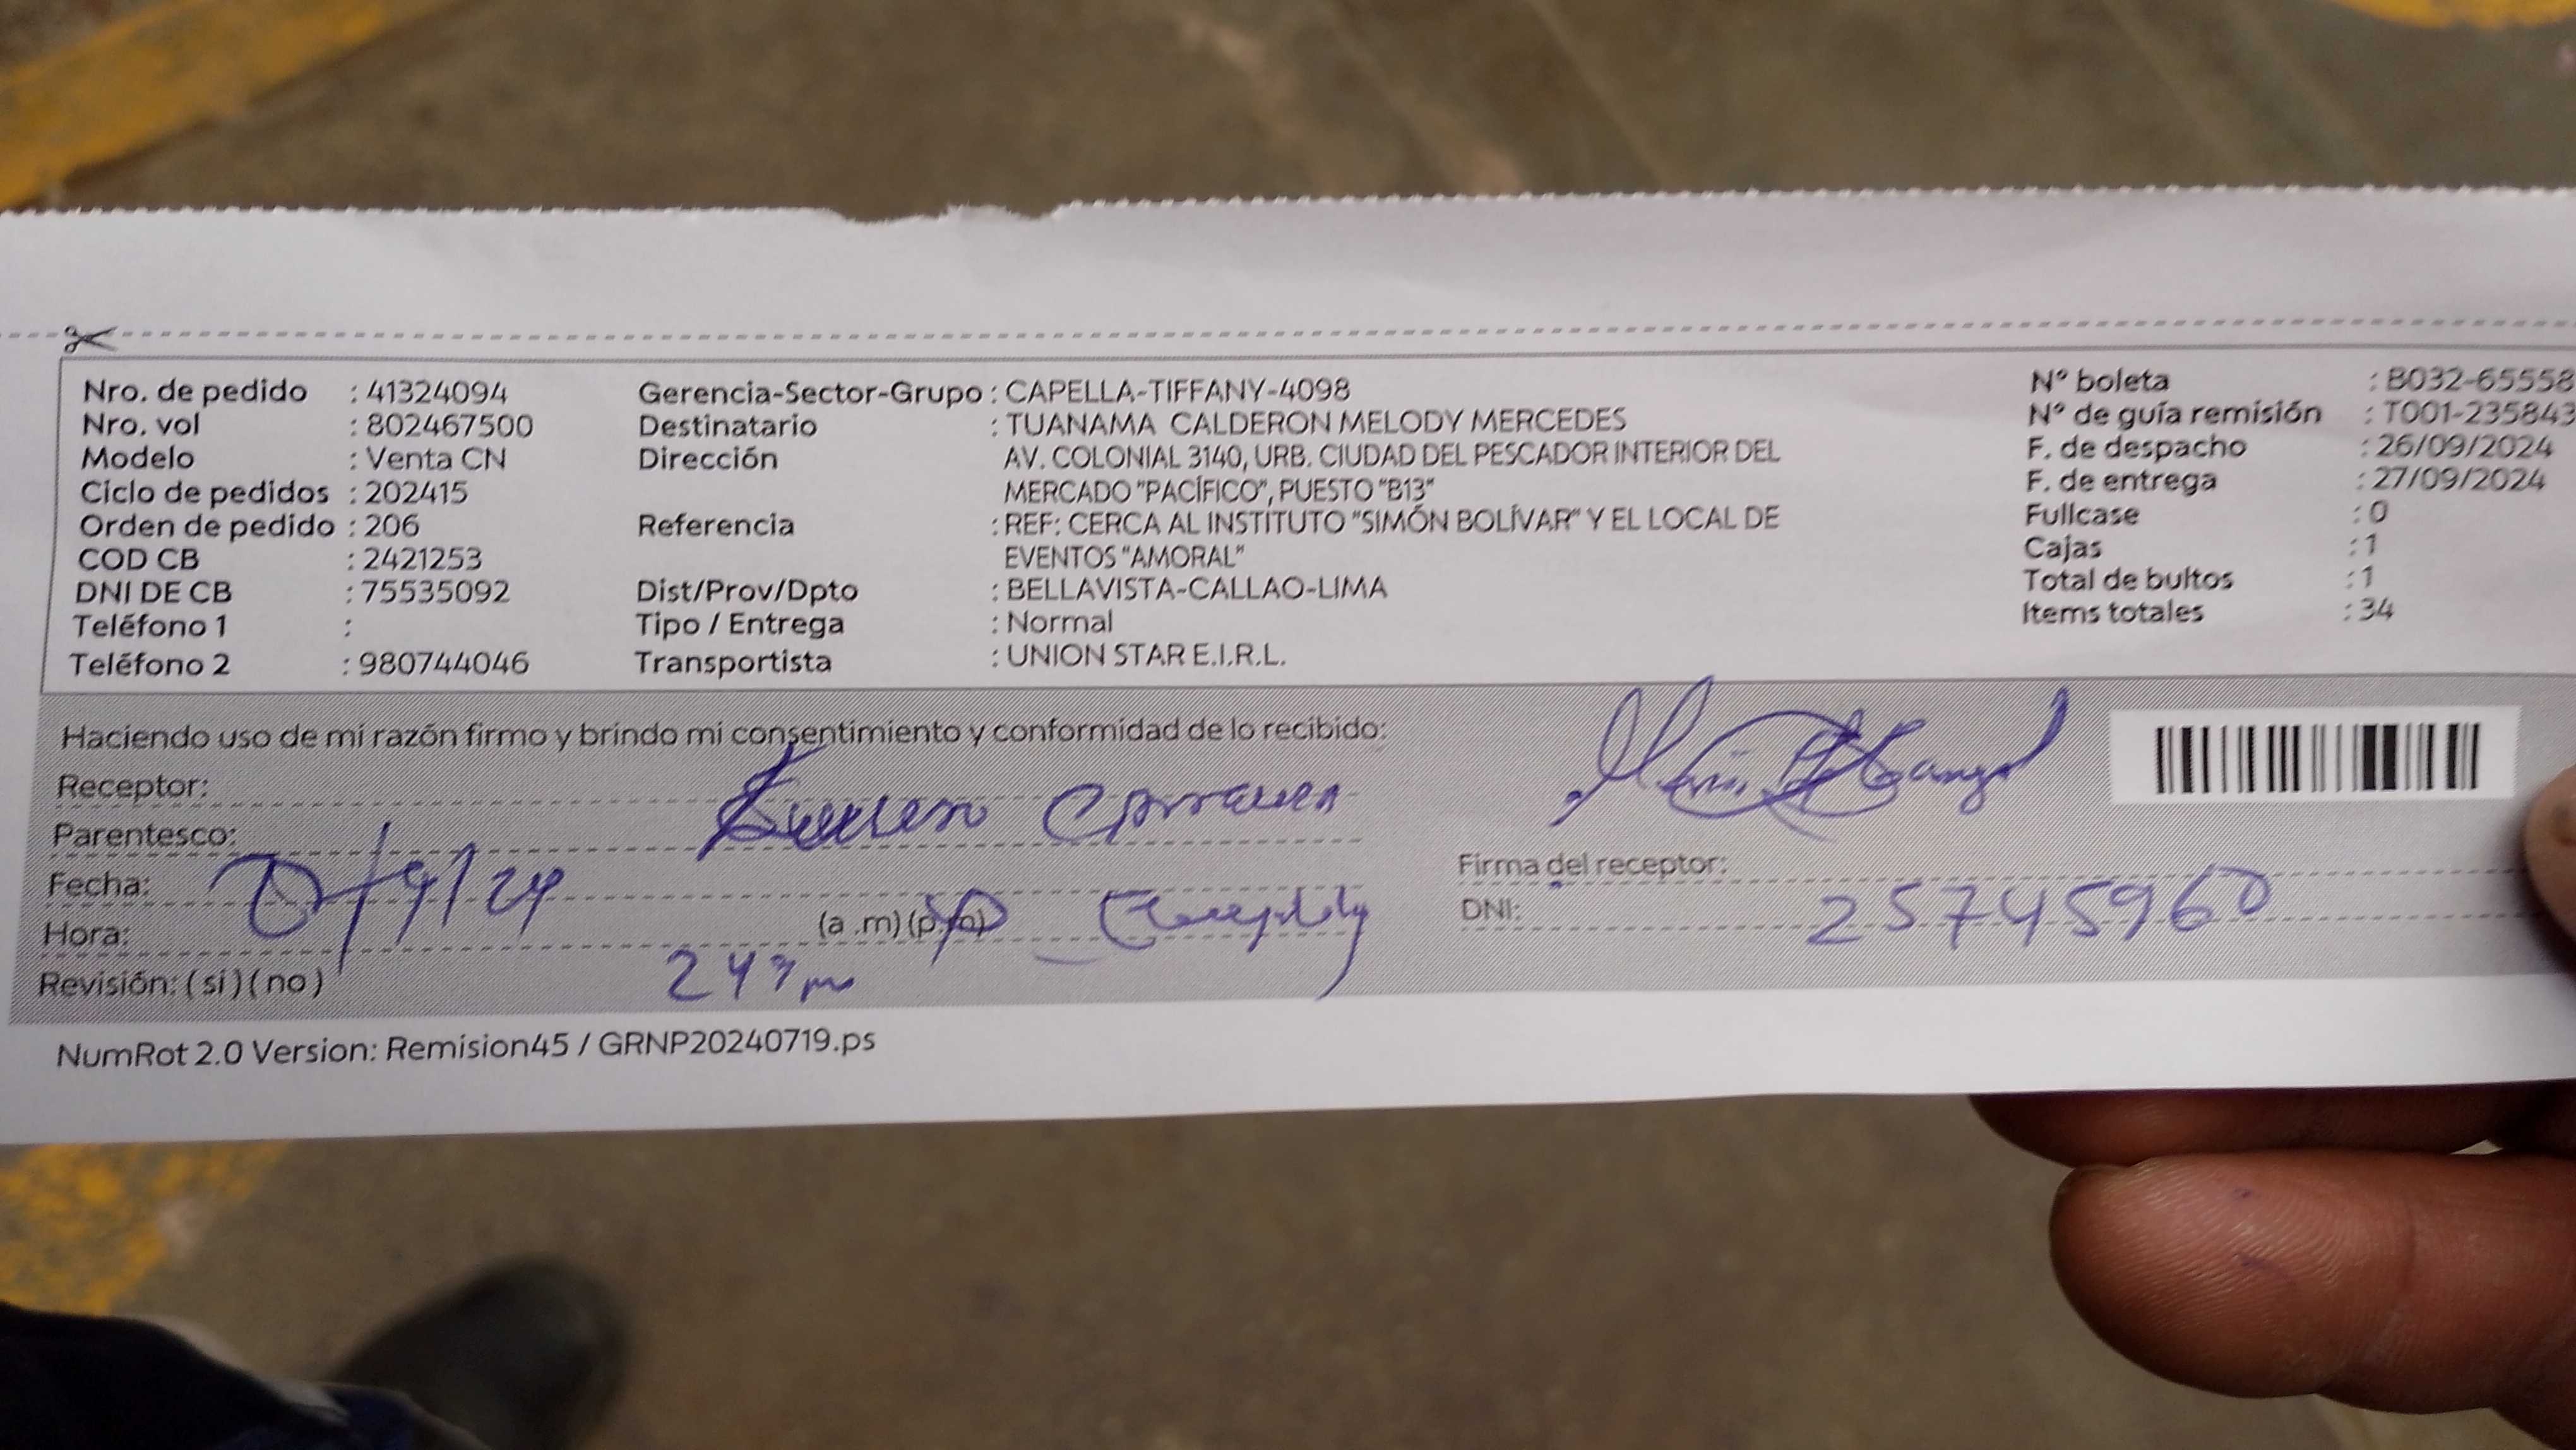 Nro. de pedido : 41324094
Nro. vol : 802467500
Modelo : Venta CN
Ciclo de pedidos : 202415
Orden de pedido : 206
COD CB : 2421253
DNI DE CB : 75535092
Teléfono 1 :
Teléfono 2 : 980744046
Gerencia-Sector-Grupo : CAPELLA-TIFFANY-4098
Destinatario : TUANAMA CALDERON MELODY MERCEDES
Dirección AV. COLONIAL 3140, URB. CIUDAD DEL PESCADOR INTERIOR DEL
MERCADO "PACÍFICO", PUESTO "B13"
Referencia : REF: CERCA AL INSTITUTO "SIMÓN BOLÍVAR" Y EL LOCAL DE
EVENTOS "AMORAL"
Dist/Prov/Dpto : BELLAVISTA-CALLAO-LIMA
Tipo / Entrega : Normal
Transportista : UNION STAR E.I.R.L.
N° boleta : B032-65558
N° de guía remisión : T001-235843
F. de despacho : 26/09/2024
F. de entrega : 27/09/2024
Fullcase : 0
Cajas : 1
Total de bultos : 1
Items totales : 34
Haciendo uso de mi razón firmo y brindo mi consentimiento y conformidad de lo recibido:
Receptor:
Parentesco:
Fecha: /9/24
Hora: (a .m) (p.m)
243 pm
Revisión: ( si ) ( no )
Firma del receptor:
DNI: 25745960
NumRot 2.0 Version: Remision45 / GRNP20240719.ps